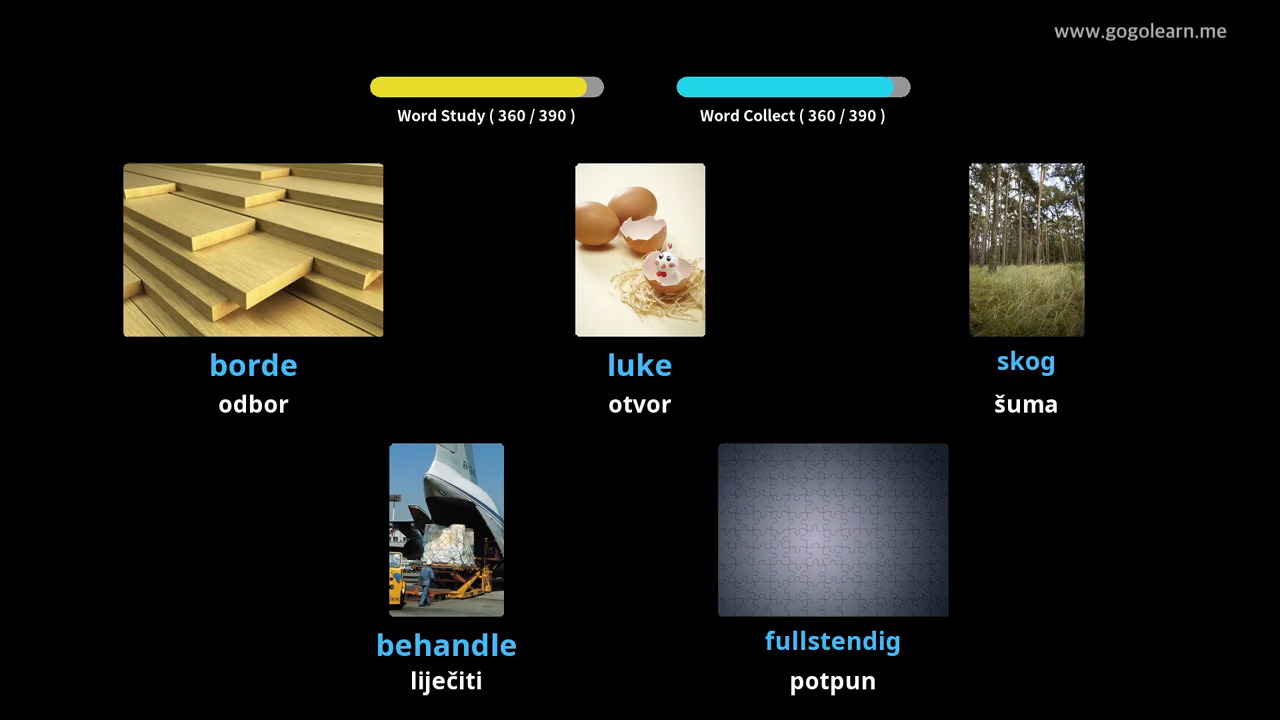 www.gogolearn.me
Word Study ( 360 / 390 )
Word Collect ( 360 / 390 )
borde
luke
skog
odbor
otvor
šuma
behandle
fullstendig
liječiti
potpun